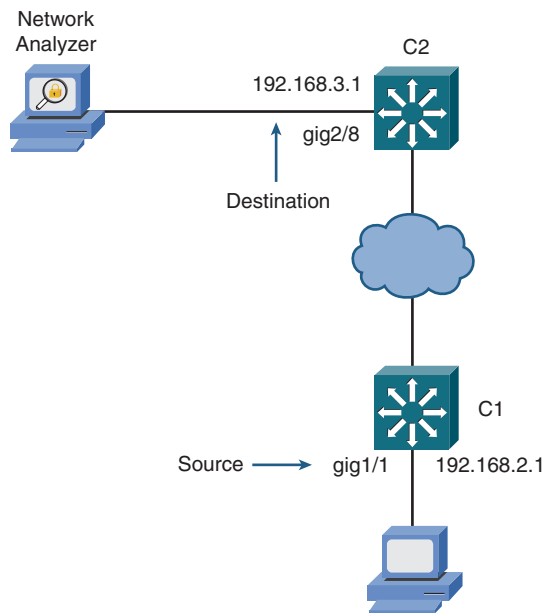 Network
Analyzer
C2
192.168.3.1
gig2/8
Destination
C1
Source
gig1/1
192.168.2.1